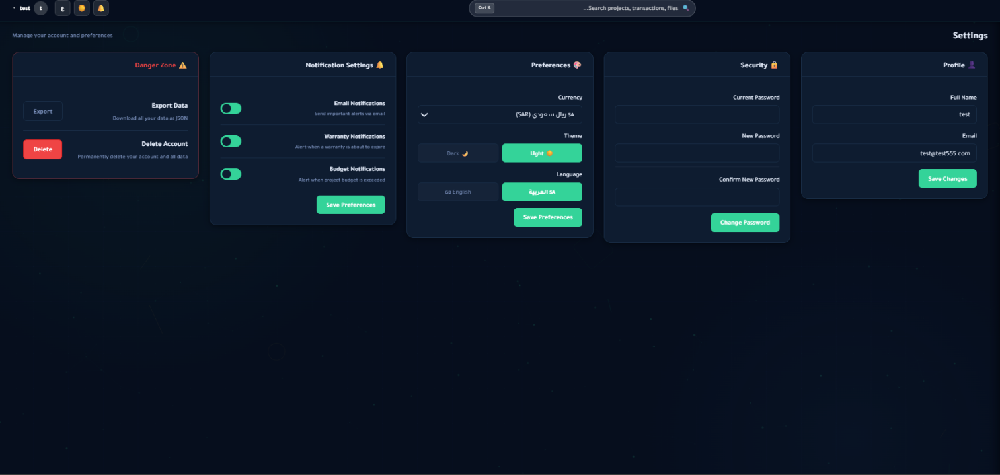 test
t
ع
Ctrl K
...Search projects, transactions, files
Settings
Manage your account and preferences
Profile
Full Name
test
Email
test@test555.com
Save Changes
Security
Current Password
New Password
Confirm New Password
Change Password
Preferences
Currency
SA ريال سعودي (SAR)
Theme
Light
Dark
Language
SA العربية
GB English
Save Preferences
Notification Settings
Email Notifications
Send important alerts via email
Warranty Notifications
Alert when a warranty is about to expire
Budget Notifications
Alert when project budget is exceeded
Save Preferences
Danger Zone
Export Data
Download all your data as JSON
Export
Delete Account
Permanently delete your account and all data
Delete